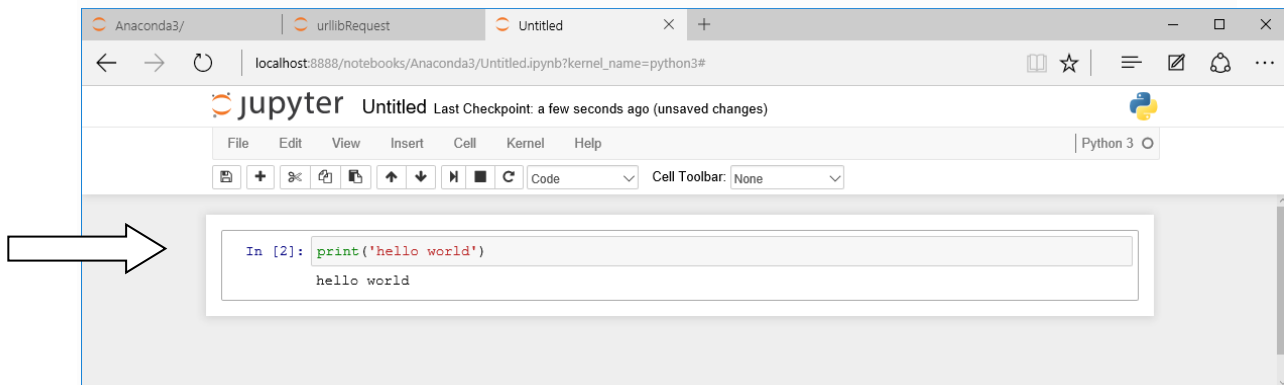 Anaconda3/ urllibRequest Untitled
localhost:8888/notebooks/Anaconda3/Untitled.ipynb?kernel_name=python3#
jupyter Untitled Last Checkpoint: a few seconds ago (unsaved changes)
File Edit View Insert Cell Kernel Help Python 3
Code Cell Toolbar: None
In [2]: print('hello world')
hello world